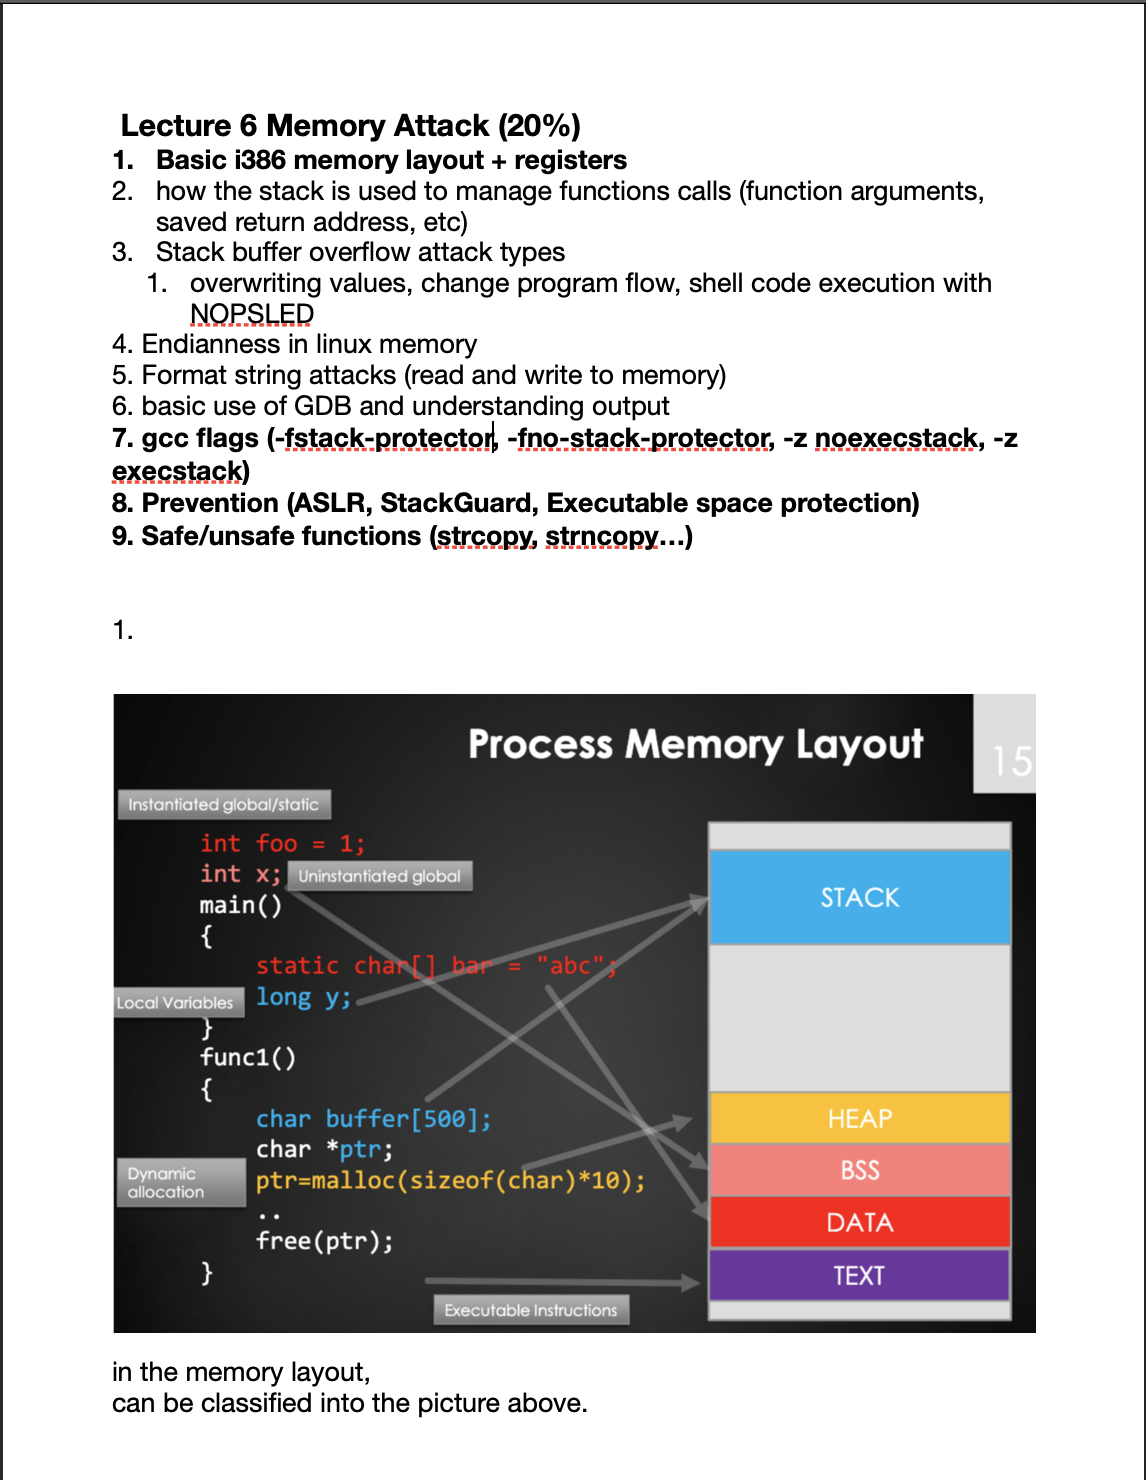 Lecture 6 Memory Attack (20%)
1. Basic i386 memory layout + registers
2. how the stack is used to manage functions calls (function arguments,
saved return address, etc)
3. Stack buffer overflow attack types
1. overwriting values, change program flow, shell code execution with
NOPSLED
4. Endianness in linux memory
5. Format string attacks (read and write to memory)
6. basic use of GDB and understanding output
7. gcc flags (-fstack-protector, -fno-stack-protector, -z noexecstack, -z
execstack)
8. Prevention (ASLR, StackGuard, Executable space protection)
9. Safe/unsafe functions (strcopy, strncopy...)
1.
Process Memory Layout
15
Instantiated global/static
int foo = 1;
int x;
Uninstantiated global
main()
{
static char[] bar = "abc";
Local Variables
long y;
}
func1()
{
char buffer[500];
char *ptr;
Dynamic
allocation
ptr=malloc(sizeof(char)*10);
..
free(ptr);
}
Executable Instructions
STACK
HEAP
BSS
DATA
TEXT
in the memory layout,
can be classified into the picture above.